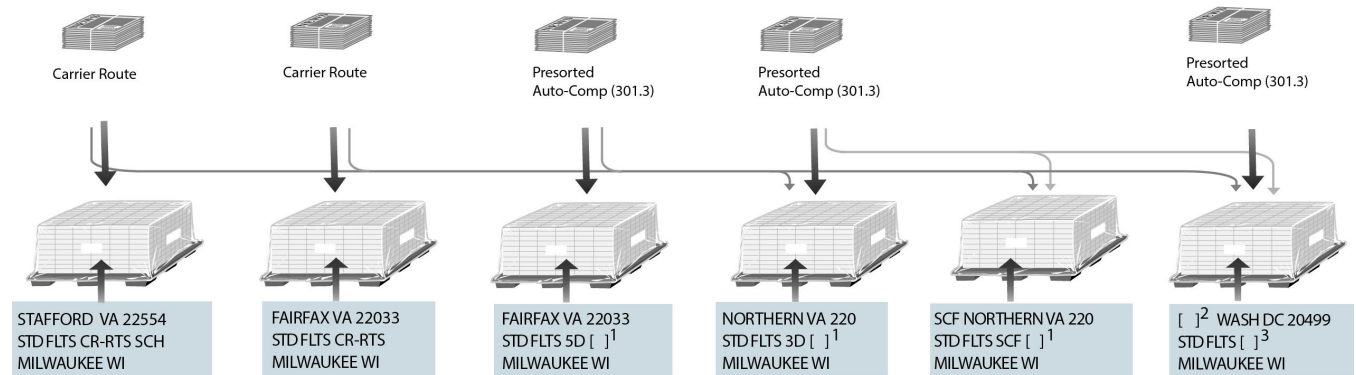 Carrier Route
Carrier Route
Presorted
Auto-Comp (301.3)
Presorted
Auto-Comp (301.3)
Presorted
Auto-Comp (301.3)
STAFFORD VA 22554
STD FLTS CR-RTS SCH
MILWAUKEE WI
FAIRFAX VA 22033
STD FLTS CR-RTS
MILWAUKEE WI
FAIRFAX VA 22033
STD FLTS 5D [ ]1
MILWAUKEE WI
NORTHERN VA 220
STD FLTS 3D [ ]1
MILWAUKEE WI
SCF NORTHERN VA 220
STD FLTS SCF [ ]1
MILWAUKEE WI
[ ]2 WASH DC 20499
STD FLTS [ ]3
MILWAUKEE WI